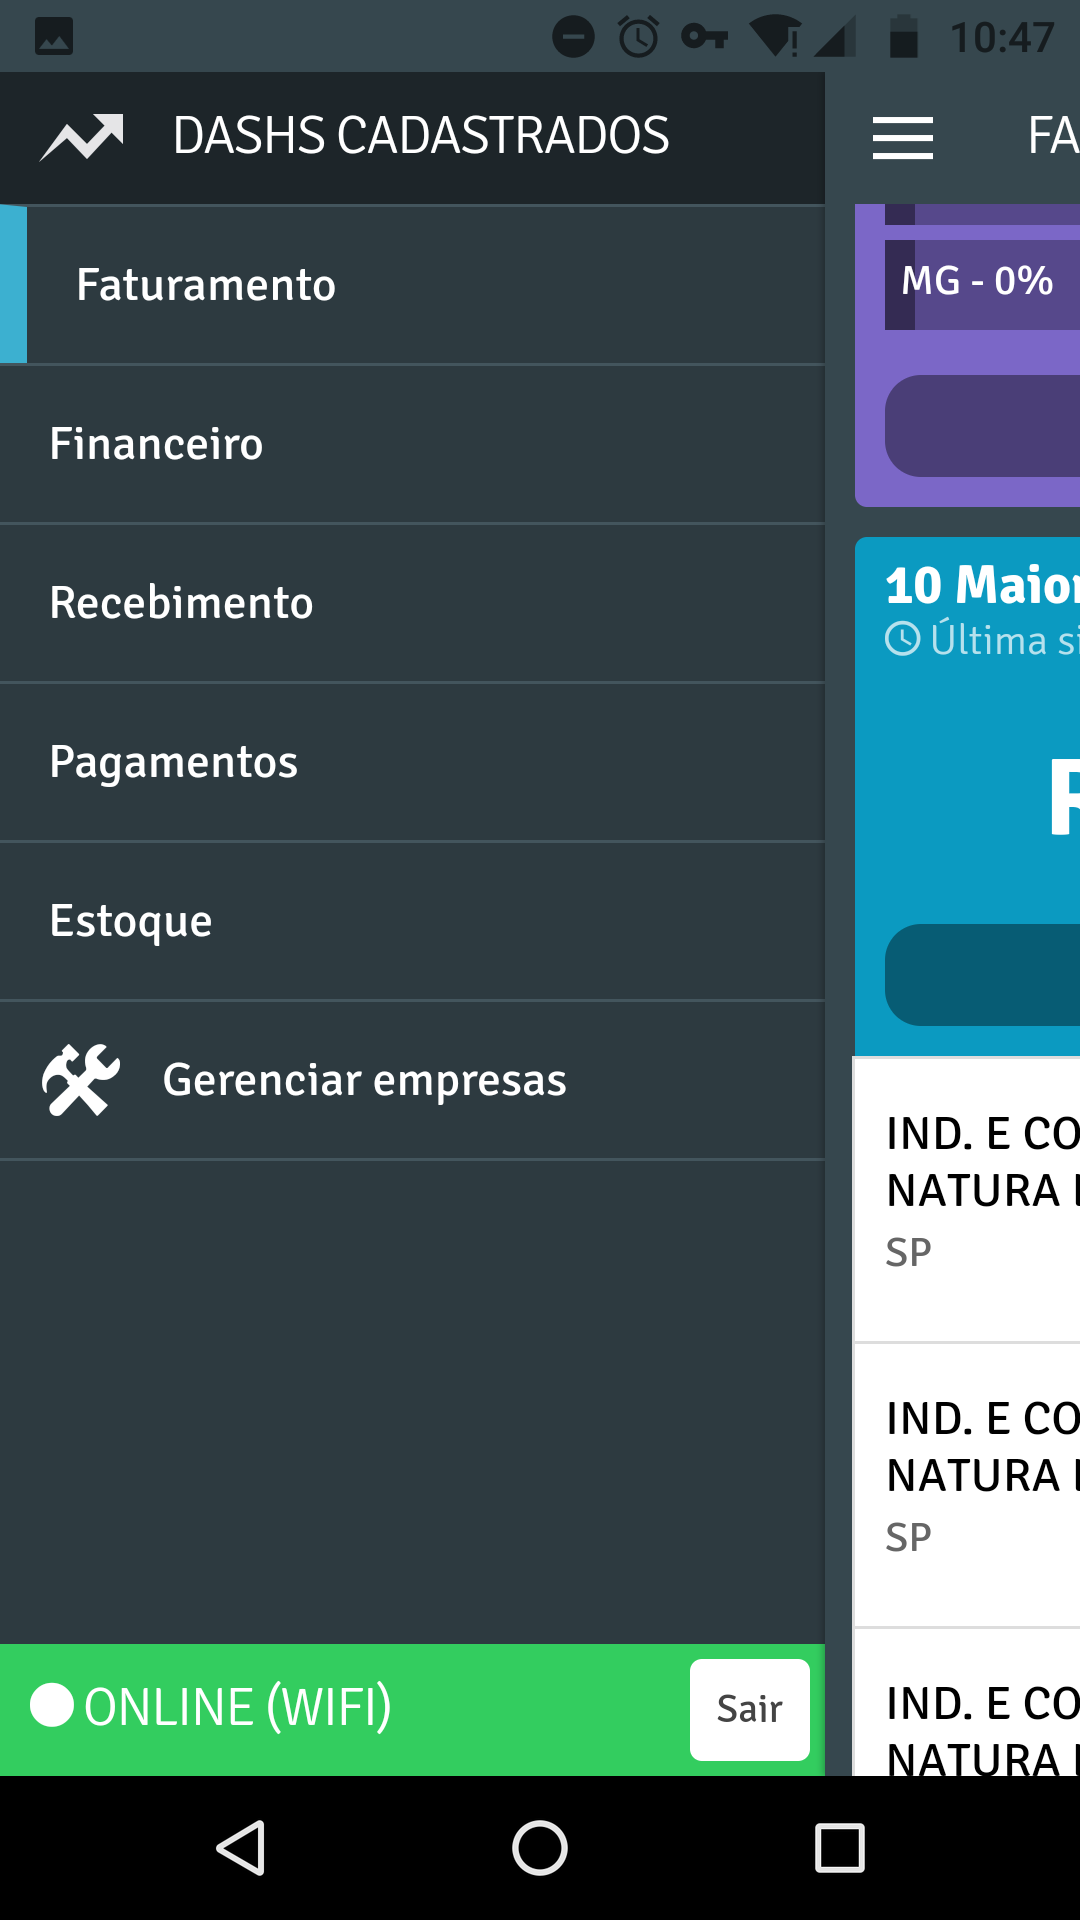 10:47
DASHS CADASTRADOS
Faturamento
Financeiro
Recebimento
Pagamentos
Estoque
Gerenciar empresas
ONLINE (WIFI)
Sair
FA
MG - 0%
10 Maior
Última si
IND. E CO
NATURA
SP
IND. E CO
NATURA
SP
IND. E CO
NATURA